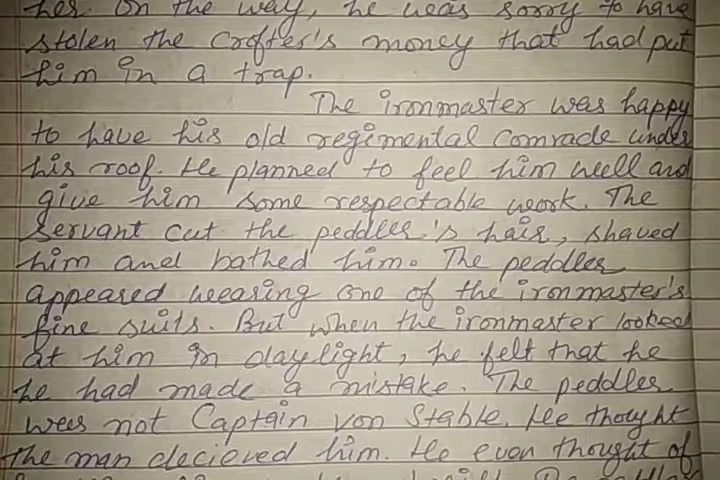 her. On the way, he was sorry to have
stolen the Crofter's money that had put
him in a trap.
The ironmaster was happy
to have his old regimental Comrade under
his roof. He planned to feel him well and
give him some respectable work. The
servant cut the peddler's hair, shaved
him and bathed him. The peddler
appeared wearing one of the ironmaster's
fine suits. But when the ironmaster looked
at him in daylight, he felt that he
he had made a mistake. The peddler
was not Captain von Stable. He thought
the man decieved him. He even thought of